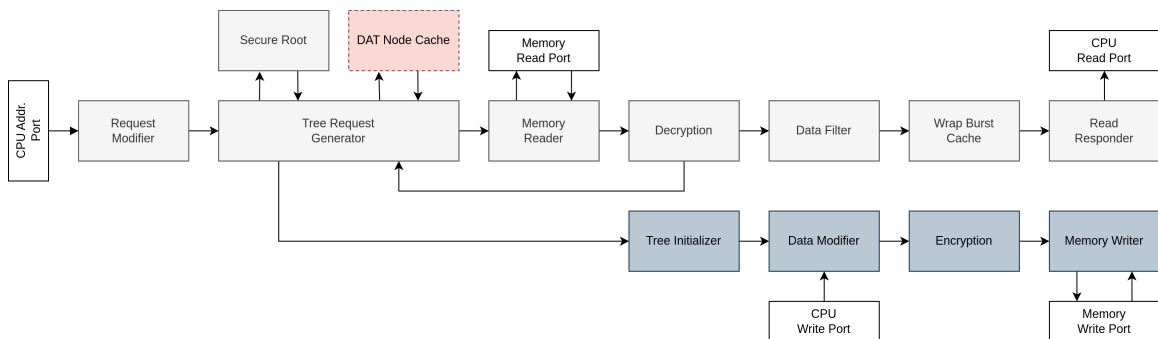 Secure Root
DAT Node Cache
Memory
Read Port
CPU
Read Port
CPU Addr.
Port
Request
Modifier
Tree Request
Generator
Memory
Reader
Decryption
Data Filter
Wrap Burst
Cache
Read
Responder
Tree Initializer
Data Modifier
Encryption
Memory Writer
CPU
Write Port
Memory
Write Port